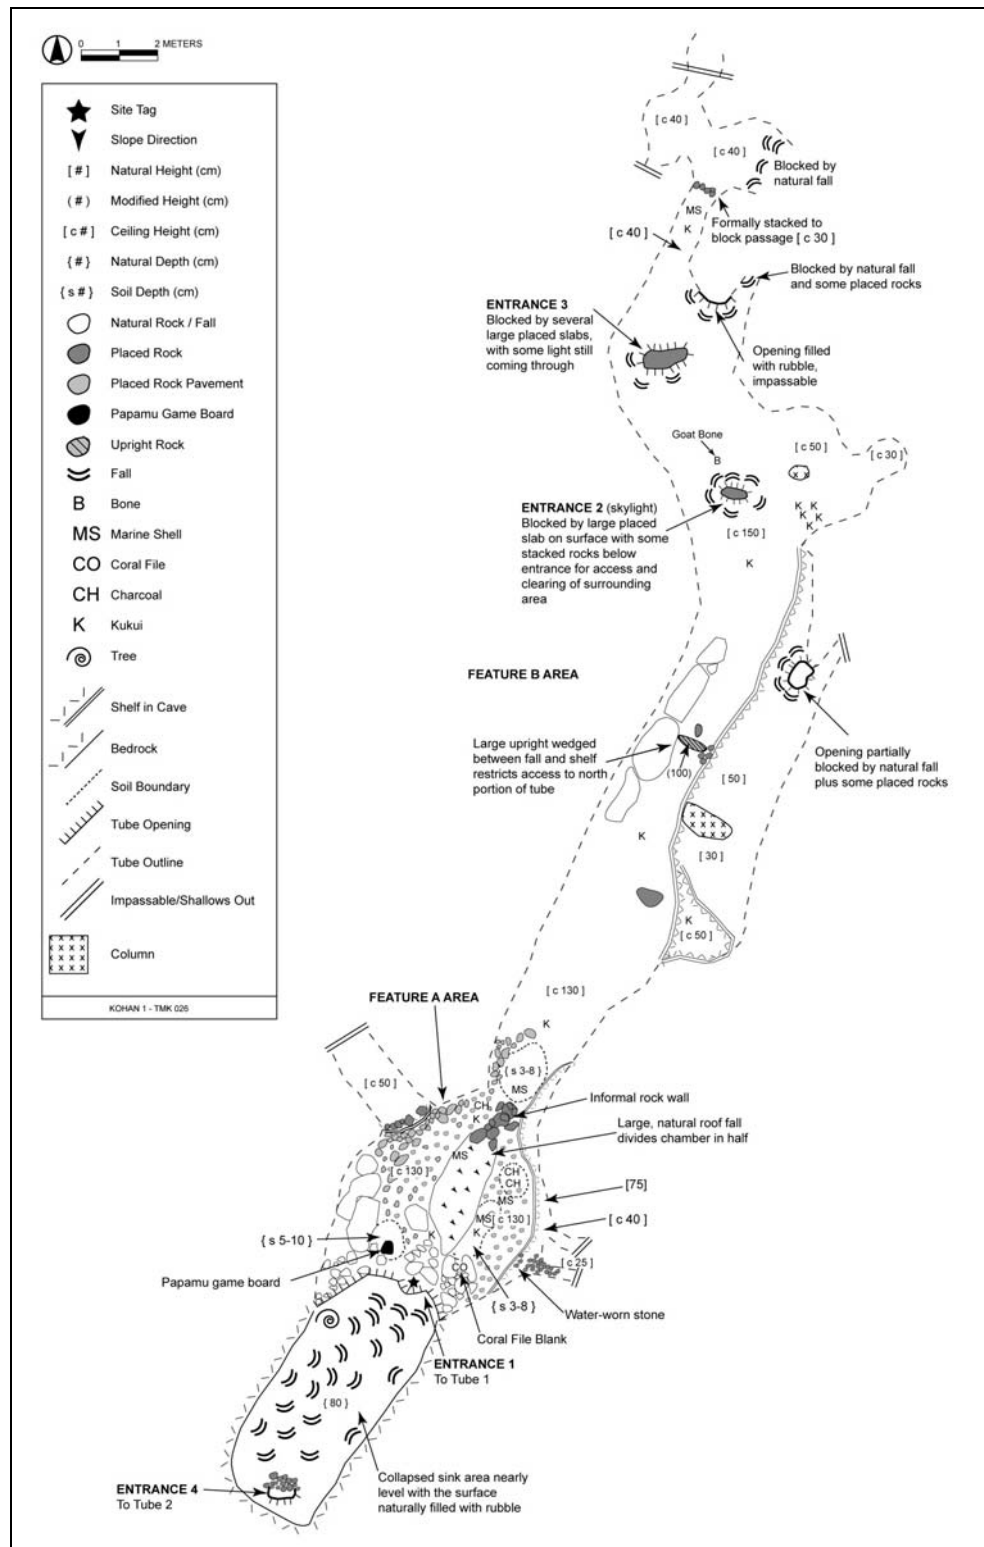 0 1 2 METERS
Site Tag
Slope Direction
[ # ] Natural Height (cm)
( # ) Modified Height (cm)
[ c # ] Ceiling Height (cm)
{ # } Natural Depth (cm)
{ s # } Soil Depth (cm)
Natural Rock / Fall
Placed Rock
Placed Rock Pavement
Papamu Game Board
Upright Rock
Fall
B Bone
MS Marine Shell
CO Coral File
CH Charcoal
K Kukui
Tree
Shelf in Cave
Bedrock
Soil Boundary
Tube Opening
Tube Outline
Impassable/Shallows Out
Column
KOHAN 1 - TMK 026
[ c 40 ]
[ c 40 ]
Blocked by
natural fall
MS
K
Formally stacked to
block passage [ c 30 ]
[ c 40 ]
Blocked by natural fall
and some placed rocks
ENTRANCE 3
Blocked by several
large placed slabs,
with some light still
coming through
Opening filled
with rubble,
impassable
Goat Bone
B
[ c 50 ]
[ c 30 ]
x x
ENTRANCE 2 (skylight)
Blocked by large placed
slab on surface with some
stacked rocks below
entrance for access and
clearing of surrounding
area
K K
K K
K
[ c 150 ]
K
FEATURE B AREA
Large upright wedged
between fall and shelf
restricts access to north
portion of tube
(100)
[ 50 ]
Opening partially
blocked by natural fall
plus some placed rocks
K
[ 30 ]
K
[ c 50 ]
[ c 130 ]
K
FEATURE A AREA
{ s 3-8 }
MS
[ c 50 ]
CH
K
Informal rock wall
Large, natural roof fall
divides chamber in half
MS
[ c 130 ]
CH
CH
MS
MS
[ c 130 ]
K
K
[75]
[ c 40 ]
{ s 5-10 }
Papamu game board
CO
[ c 25 ]
{ s 3-8 }
Water-worn stone
Coral File Blank
ENTRANCE 1
To Tube 1
{ 80 }
ENTRANCE 4
To Tube 2
Collapsed sink area nearly
level with the surface
naturally filled with rubble